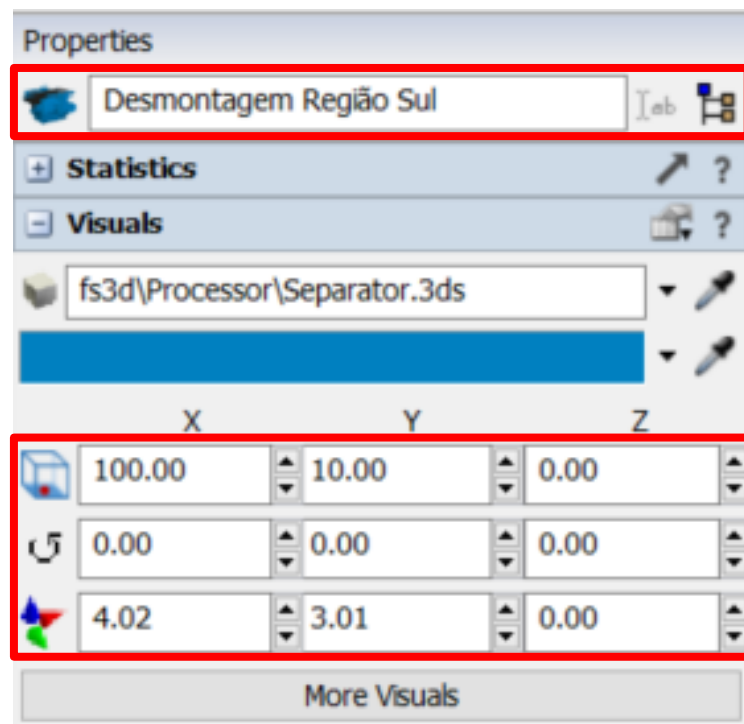 Properties
Desmontagem Região Sul ab
+ Statistics ?
- Visuals ?
fs3d\Processor\Separator.3ds
X Y Z
100.00 10.00 0.00
0.00 0.00 0.00
4.02 3.01 0.00
More Visuals